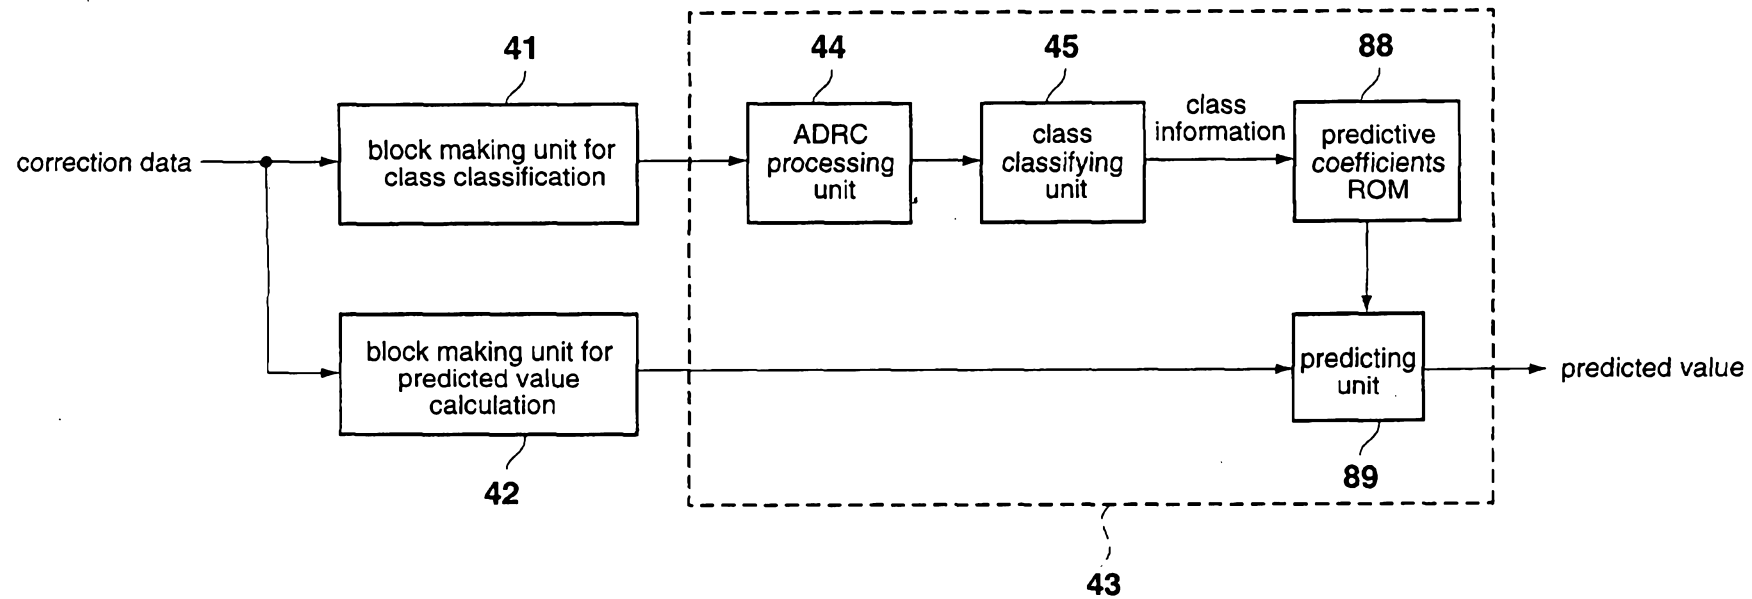 41
44
45
88
class
information
correction data
block making unit for
class classification
ADRC
processing
unit
class
classifying
unit
predictive
coefficients
ROM
block making unit for
predicted value
calculation
predicting
unit
predicted value
42
89
43